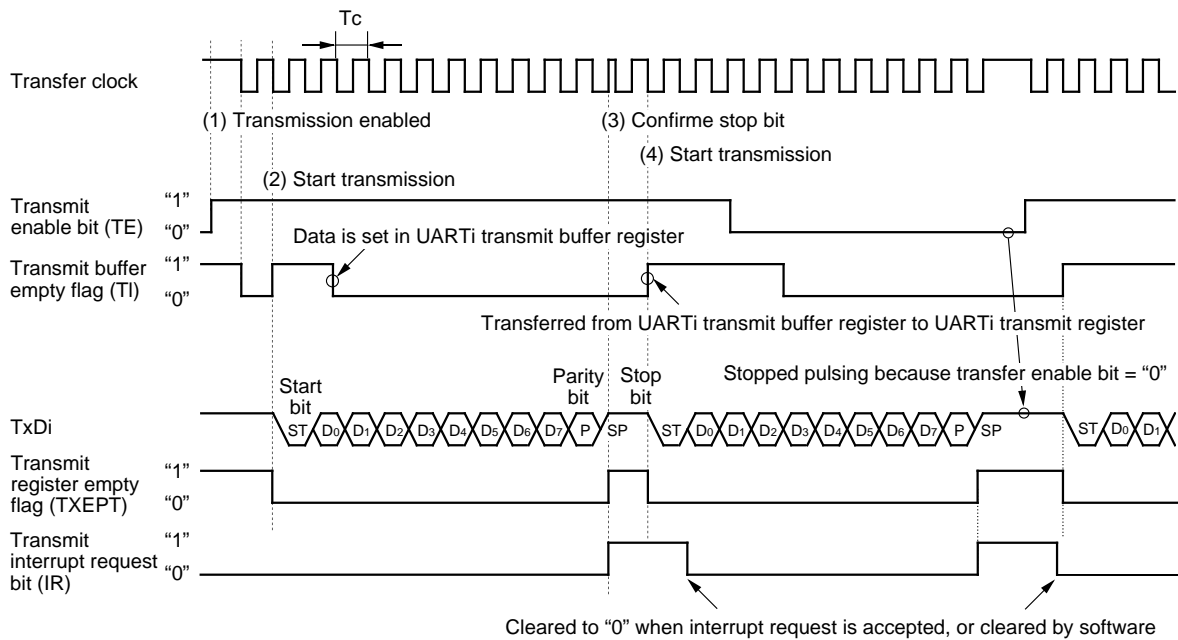 Tc
Transfer clock
(1) Transmission enabled
(3) Confirme stop bit
(4) Start transmission
(2) Start transmission
Transmit
enable bit (TE)
“1”
“0”
Data is set in UARTi transmit buffer register
Transmit buffer
empty flag (TI)
“1”
“0”
Transferred from UARTi transmit buffer register to UARTi transmit register
Stopped pulsing because transfer enable bit = “0”
Start
bit
Parity
bit
Stop
bit
TxDi
ST D0 D1 D2 D3 D4 D5 D6 D7 P SP ST D0 D1 D2 D3 D4 D5 D6 D7 P SP ST D0 D1
Transmit
register empty
flag (TXEPT)
“1”
“0”
Transmit
interrupt request
bit (IR)
“1”
“0”
Cleared to “0” when interrupt request is accepted, or cleared by software